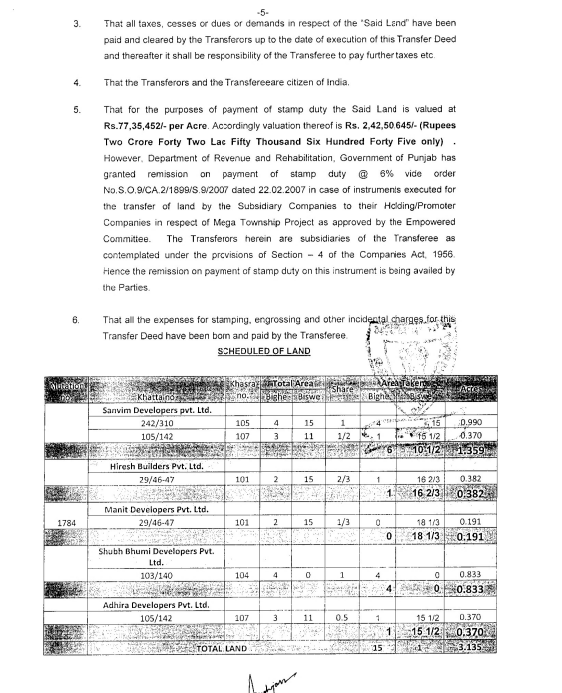 -5-
3. That all taxes, cesses or dues or demands in respect of the "Said Land" have been
paid and cleared by the Transferors up to the date of execution of this Transfer Deed
and thereafter it shall be responsibility of the Transferee to pay further taxes etc.
4. That the Transferors and the Transfereeare citizen of India.
5. That for the purposes of payment of stamp duty the Said Land is valued at
Rs.77,35,452/- per Acre. Accordingly valuation thereof is Rs. 2,42,50,645/- (Rupees
Two Crore Forty Two Lac Fifty Thousand Six Hundred Forty Five only) .
However, Department of Revenue and Rehabilitation, Government of Punjab has
granted remission on payment of stamp duty @ 6% vide order
No.S.O.9/CA.2/1899/S.9/2007 dated 22.02.2007 in case of instruments executed for
the transfer of land by the Subsidiary Companies to their Holding/Promoter
Companies in respect of Mega Township Project as approved by the Empowered
Committee. The Transferors herein are subsidiaries of the Transferee as
contemplated under the provisions of Section – 4 of the Companies Act, 1956.
Hence the remission on payment of stamp duty on this instrument is being availed by
the Parties.
6. That all the expenses for stamping, engrossing and other incidental charges for this
Transfer Deed have been born and paid by the Transferee.
SCHEDULED OF LAND
Mutation Khasra Total Area Share Area Taken Acre
no. Khatta no. no. Bighe Biswe Bighe Biswe
Sanvim Developers pvt. Ltd.
242/310 105 4 15 1 4 15 0.990
105/142 107 3 11 1/2 1 15 1/2 0.370
6 10 1/2 1.359
Hiresh Builders Pvt. Ltd.
29/46-47 101 2 15 2/3 1 16 2/3 0.382
1 16 2/3 0.382
Manit Developers Pvt. Ltd.
1784 29/46-47 101 2 15 1/3 0 18 1/3 0.191
0 18 1/3 0.191
Shubh Bhumi Developers Pvt.
Ltd.
103/140 104 4 0 1 4 0 0.833
4 0 0.833
Adhira Developers Pvt. Ltd.
105/142 107 3 11 0.5 1 15 1/2 0.370
1 15 1/2 0.370
TOTAL LAND 15 1 3.135